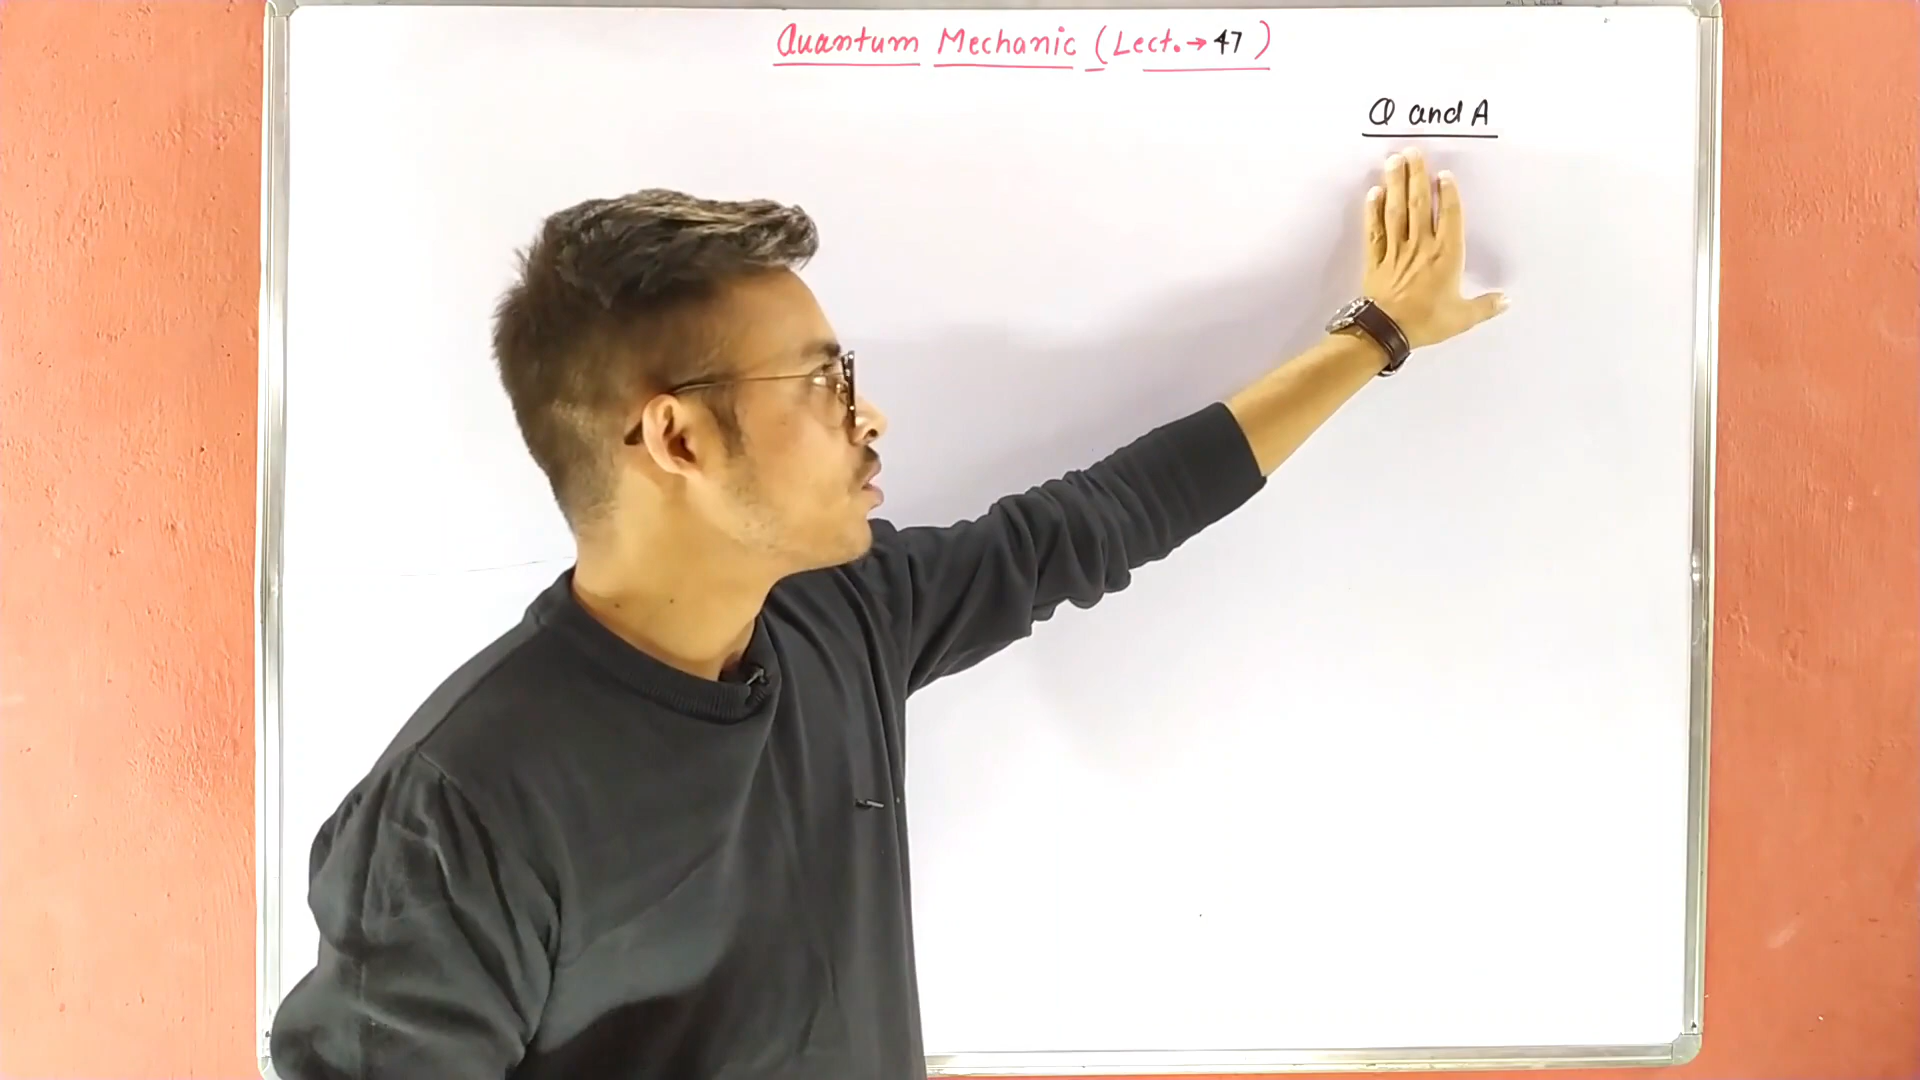 Quantum Mechanic (Lect. → 47)
Q and A